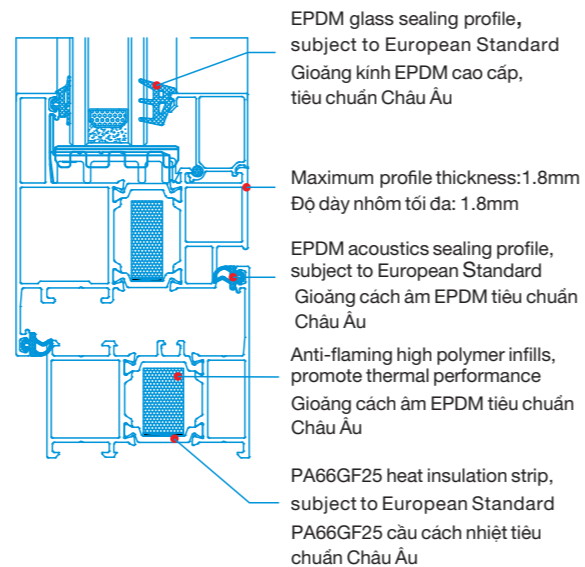 EPDM glass sealing profile,
subject to European Standard
Gioảng kính EPDM cao cấp,
tiêu chuẩn Châu Âu
Maximum profile thickness:1.8mm
Độ dày nhôm tối đa: 1.8mm
EPDM acoustics sealing profile,
subject to European Standard
Gioảng cách âm EPDM tiêu chuẩn
Châu Âu
Anti-flaming high polymer infills,
promote thermal performance
Gioảng cách âm EPDM tiêu chuẩn
Châu Âu
PA66GF25 heat insulation strip,
subject to European Standard
PA66GF25 cầu cách nhiệt tiêu
chuẩn Châu Âu